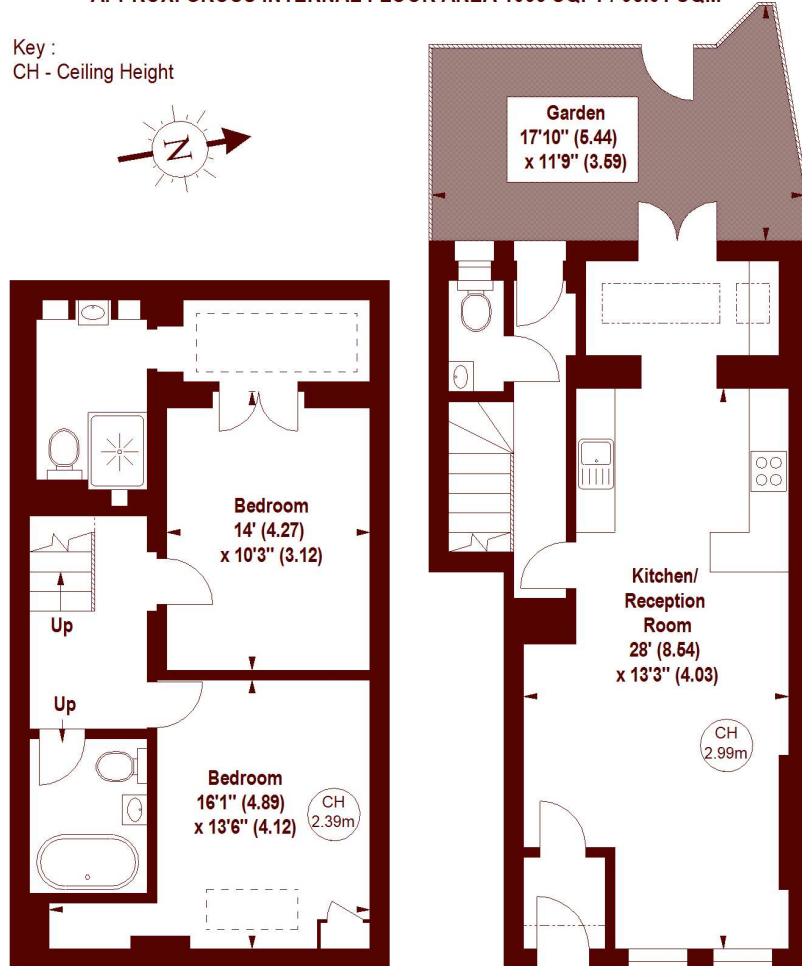 Key :
CH - Ceiling Height
N
Garden
17'10" (5.44)
x 11'9" (3.59)
Bedroom
14' (4.27)
x 10'3" (3.12)
Up
Up
Bedroom
16'1" (4.89)
x 13'6" (4.12)
CH
2.39m
Kitchen/
Reception
Room
28' (8.54)
x 13'3" (4.03)
CH
2.99m